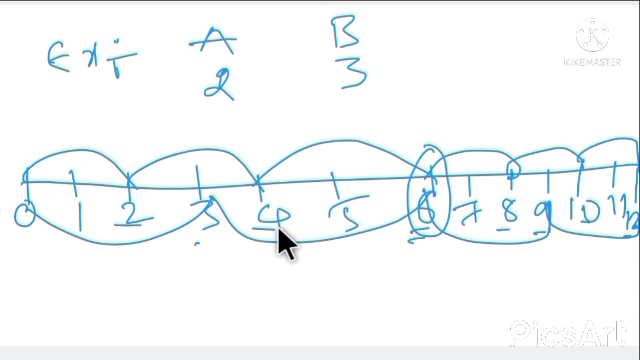 Ex:- A B
2 3
KINEMASTER
0 1 2 3 4 5 6 7 8 9 10 11 12
PicsArt